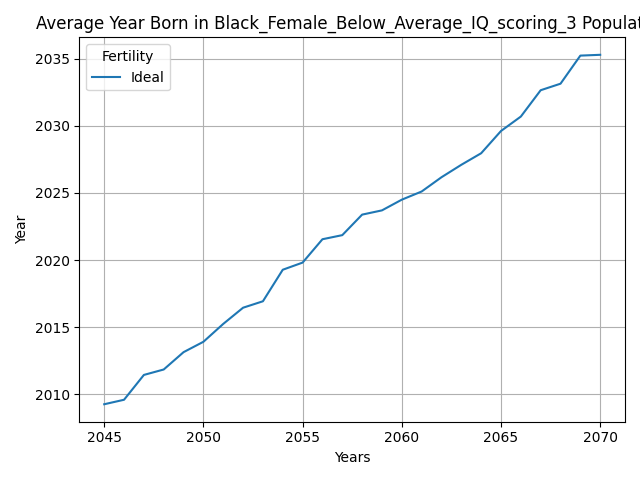 Average Year Born in Black_Female_Below_Average_IQ_scoring_3 Populat
Fertility
Ideal
2035
2030
2025
2020
2015
2010
Year
2045 2050 2055 2060 2065 2070
Years